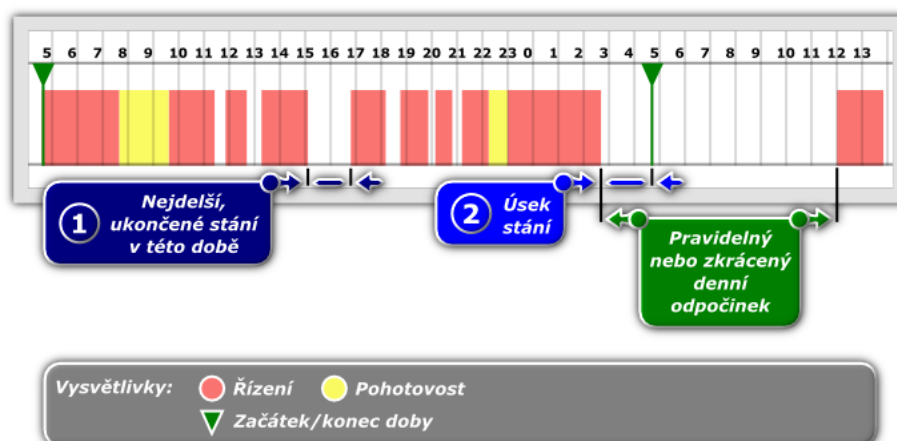 5 6 7 8 9 10 11 12 13 14 15 16 17 18 19 20 21 22 23 0 1 2 3 4 5 6 7 8 9 10 11 12 13
1
Nejdelší,
ukončené stání
v této době
2
Úsek
stání
Pravidelný
nebo zkrácený
denní
odpočinek
Vysvětlivky: Řízení Pohotovost
Začátek/konec doby